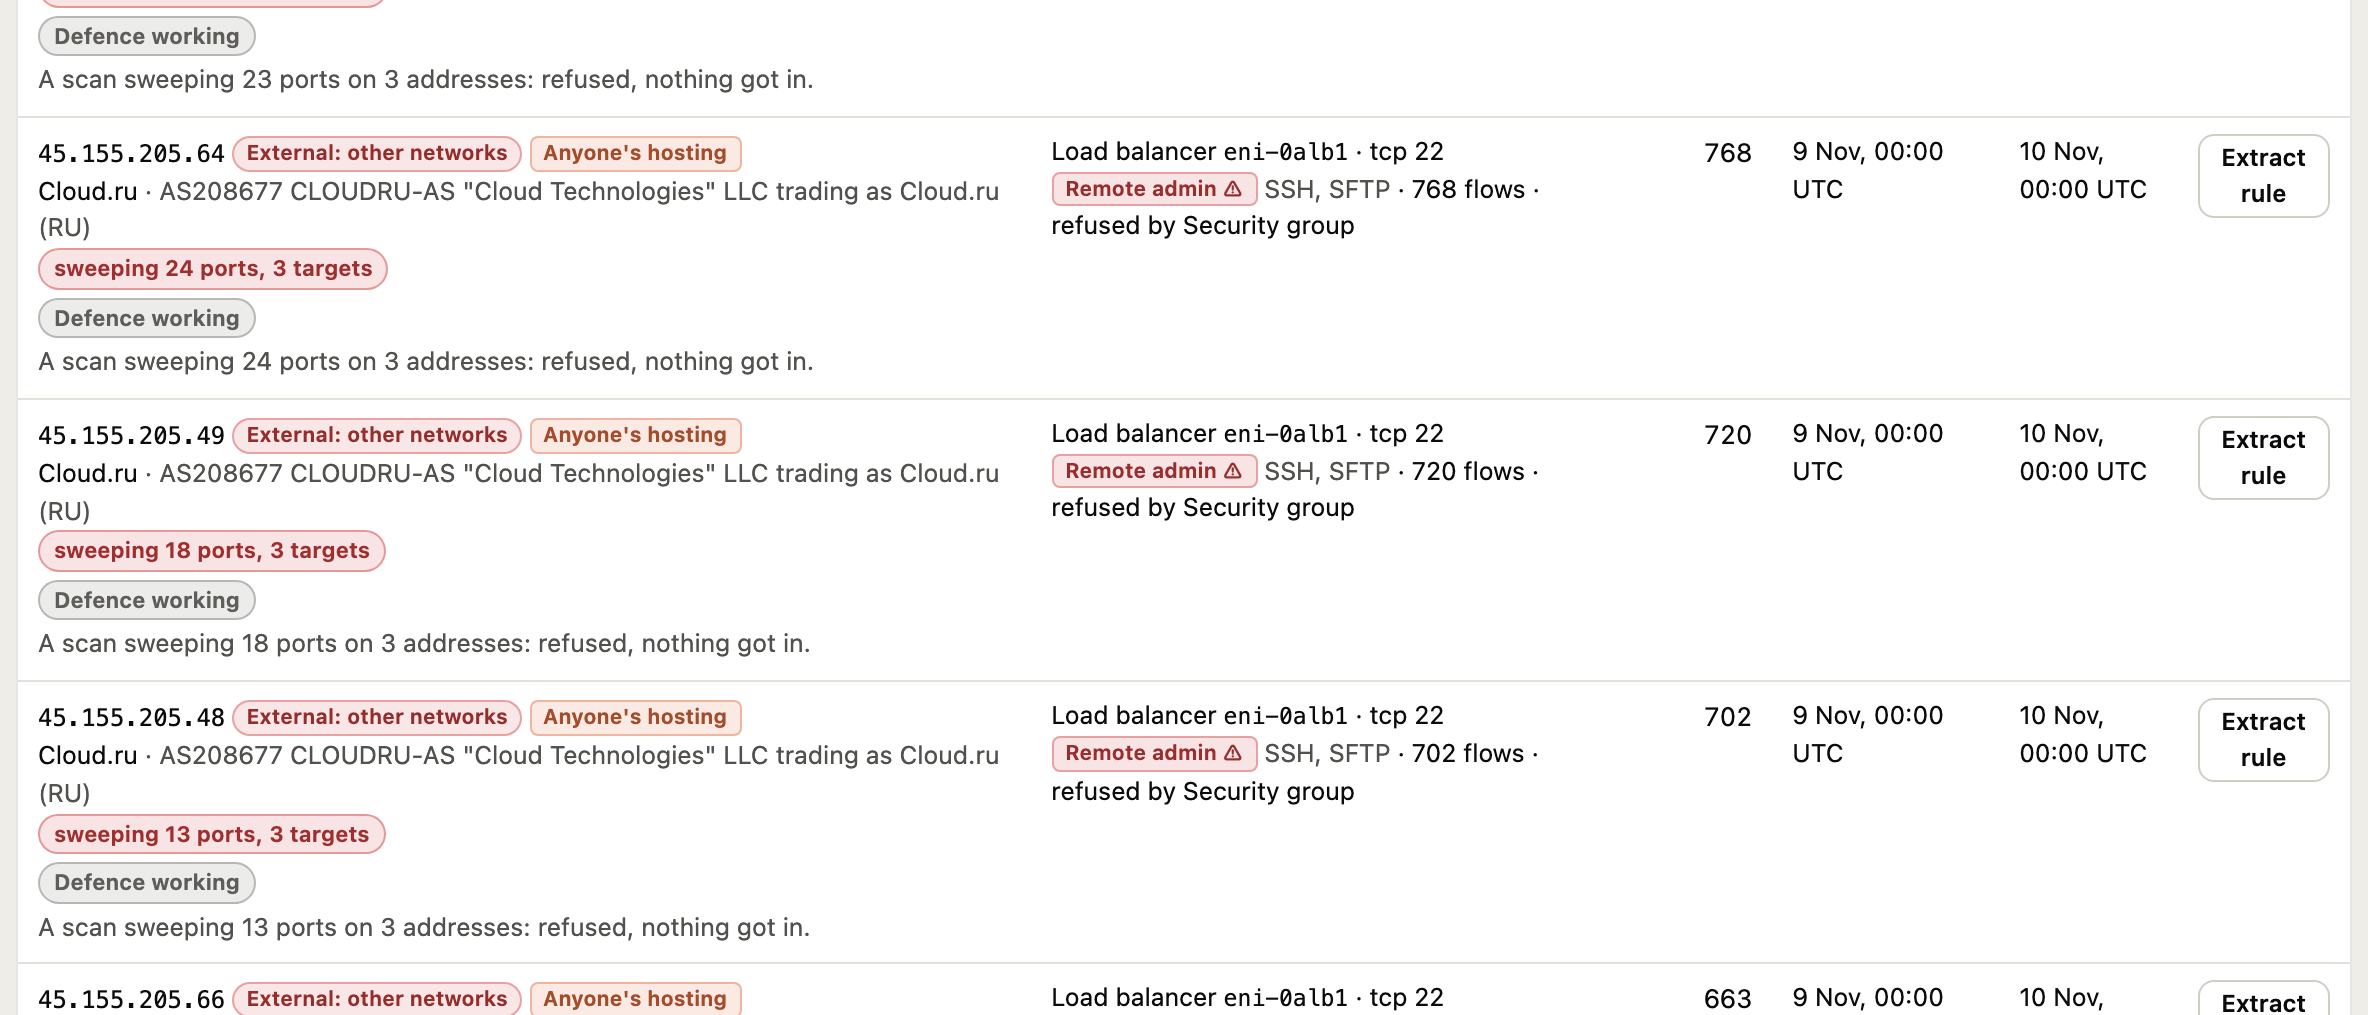 Defence working
A scan sweeping 23 ports on 3 addresses: refused, nothing got in.
45.155.205.64 External: other networks Anyone's hosting
Cloud.ru · AS208677 CLOUDRU-AS "Cloud Technologies" LLC trading as Cloud.ru
(RU)
sweeping 24 ports, 3 targets
Defence working
A scan sweeping 24 ports on 3 addresses: refused, nothing got in.
Load balancer eni-0alb1 · tcp 22
Remote admin ⚠ SSH, SFTP · 768 flows ·
refused by Security group
768
9 Nov, 00:00
UTC
10 Nov,
00:00 UTC
Extract
rule
45.155.205.49 External: other networks Anyone's hosting
Cloud.ru · AS208677 CLOUDRU-AS "Cloud Technologies" LLC trading as Cloud.ru
(RU)
sweeping 18 ports, 3 targets
Defence working
A scan sweeping 18 ports on 3 addresses: refused, nothing got in.
Load balancer eni-0alb1 · tcp 22
Remote admin ⚠ SSH, SFTP · 720 flows ·
refused by Security group
720
9 Nov, 00:00
UTC
10 Nov,
00:00 UTC
Extract
rule
45.155.205.48 External: other networks Anyone's hosting
Cloud.ru · AS208677 CLOUDRU-AS "Cloud Technologies" LLC trading as Cloud.ru
(RU)
sweeping 13 ports, 3 targets
Defence working
A scan sweeping 13 ports on 3 addresses: refused, nothing got in.
Load balancer eni-0alb1 · tcp 22
Remote admin ⚠ SSH, SFTP · 702 flows ·
refused by Security group
702
9 Nov, 00:00
UTC
10 Nov,
00:00 UTC
Extract
rule
45.155.205.66 External: other networks Anyone's hosting
Load balancer eni-0alb1 · tcp 22
663
9 Nov, 00:00
10 Nov,
Extract